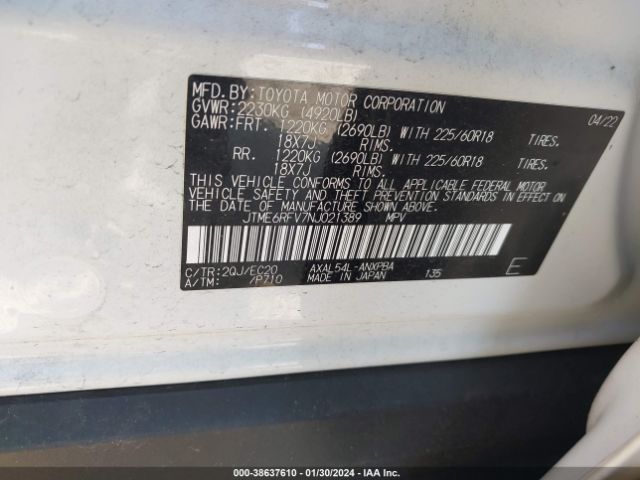 MFD. BY: TOYOTA MOTOR CORPORATION 04/22
GVWR: 2230KG (4920LB)
GAWR: FRT. 1220KG (2690LB) WITH 225/60R18 TIRES.
18X7J RIMS.
RR. 1220KG (2690LB) WITH 225/60R18 TIRES.
18X7J RIMS.
THIS VEHICLE CONFORMS TO ALL APPLICABLE FEDERAL MOTOR
VEHICLE SAFETY AND THEFT PREVENTION STANDARDS IN EFFECT ON
THE DATE OF MANUFACTURE SHOWN ABOVE.
JTME6RFV7NJ021389 MPV
C/TR: 2QJ/EC20 AXAL54L-ANXPBA
A/TM: /P710 MADE IN JAPAN 135 E
000-38637610 - 01/30/2024 - IAA Inc.